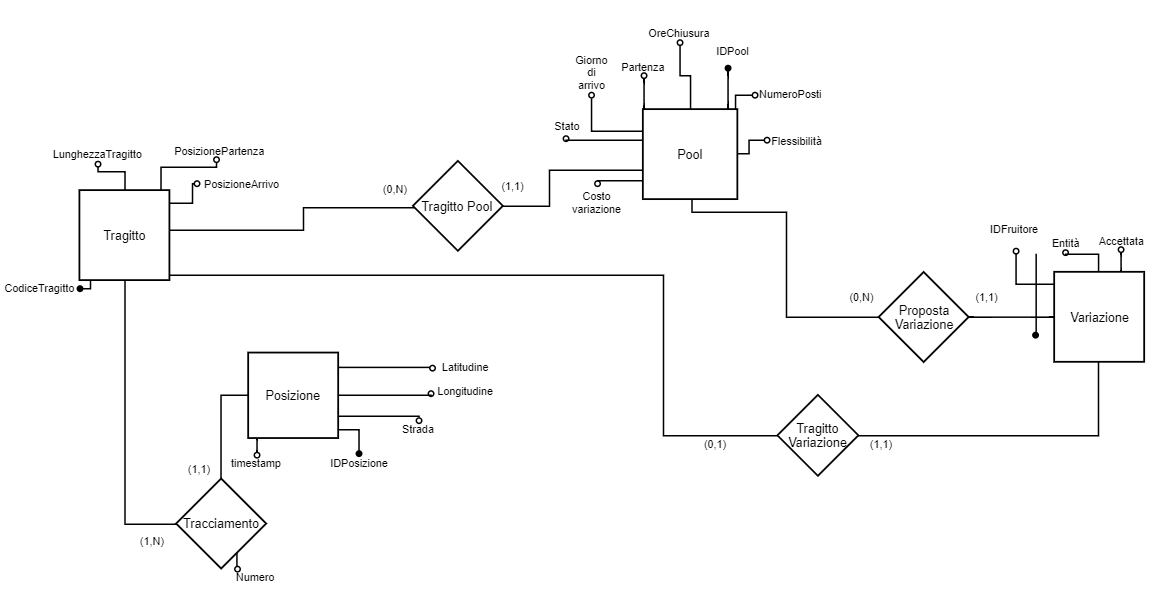 OreChiusura
IDPool
Giorno
di
arrivo
Partenza
NumeroPosti
Stato
Flessibilità
Pool
Costo
variazione
LunghezzaTragitto
PosizionePartenza
PosizioneArrivo
Tragitto
CodiceTragitto
(0,N)
Tragitto Pool
(1,1)
IDFruitore
Entità
Accettata
(0,N)
Proposta
Variazione
(1,1)
Variazione
Posizione
Latitudine
Longitudine
Strada
timestamp
IDPosizione
(0,1)
Tragitto
Variazione
(1,1)
(1,1)
Tracciamento
(1,N)
Numero